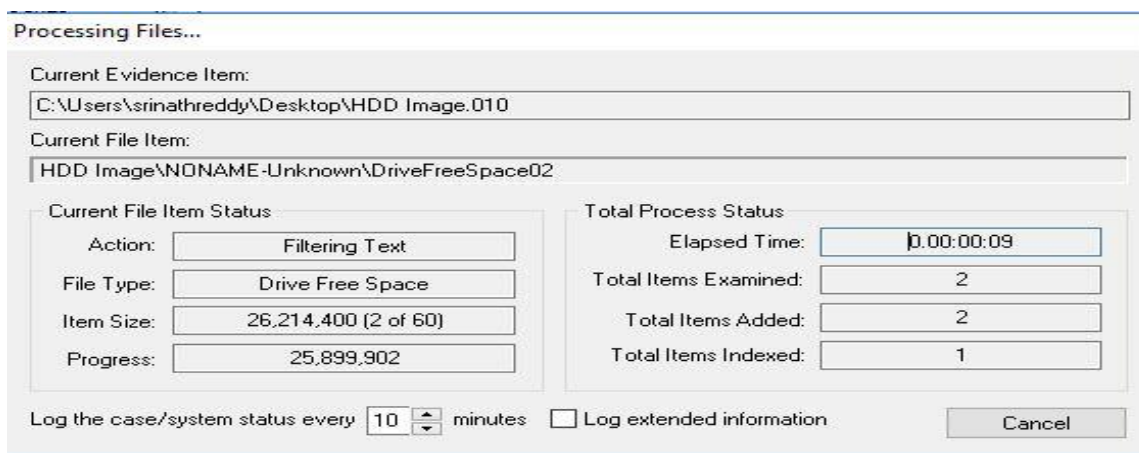 Processing Files...
Current Evidence Item:
C:\Users\srinathreddy\Desktop\HDD Image.010
Current File Item:
HDD Image\NONAME-Unknown\DriveFreeSpace02
Current File Item Status
Action: Filtering Text
File Type: Drive Free Space
Item Size: 26,214,400 (2 of 60)
Progress: 25,899,902
Total Process Status
Elapsed Time: 0.00:00:09
Total Items Examined: 2
Total Items Added: 2
Total Items Indexed: 1
Log the case/system status every 10 minutes
Log extended information
Cancel